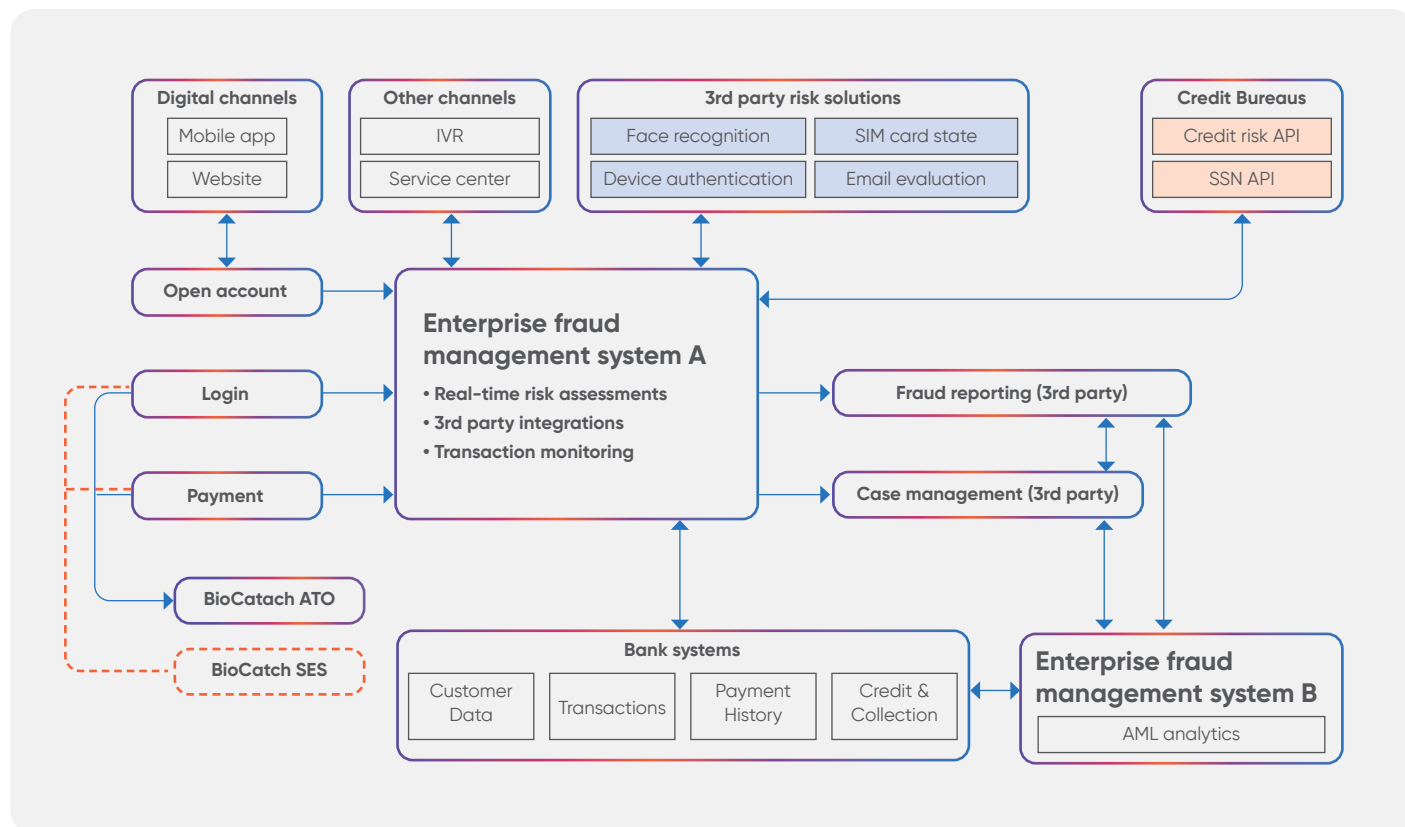 Digital channels
Mobile app
Website
Other channels
IVR
Service center
3rd party risk solutions
Face recognition
SIM card state
Device authentication
Email evaluation
Credit Bureaus
Credit risk API
SSN API
Open account
Login
Payment
Enterprise fraud
management system A
• Real-time risk assessments
• 3rd party integrations
• Transaction monitoring
Fraud reporting (3rd party)
Case management (3rd party)
BioCatach ATO
BioCatch SES
Bank systems
Customer
Data
Transactions
Payment
History
Credit &
Collection
Enterprise fraud
management system B
AML analytics